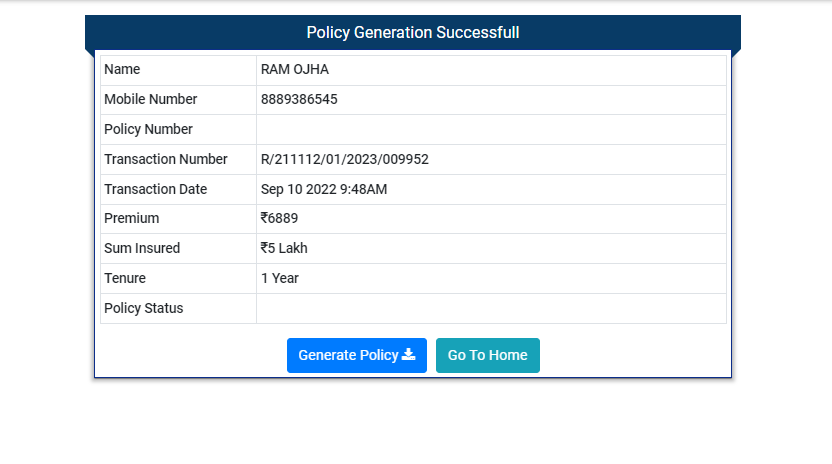 Policy Generation Successfull
Name RAM OJHA
Mobile Number 8889386545
Policy Number
Transaction Number R/211112/01/2023/009952
Transaction Date Sep 10 2022 9:48AM
Premium ₹6889
Sum Insured ₹5 Lakh
Tenure 1 Year
Policy Status
Generate Policy Go To Home